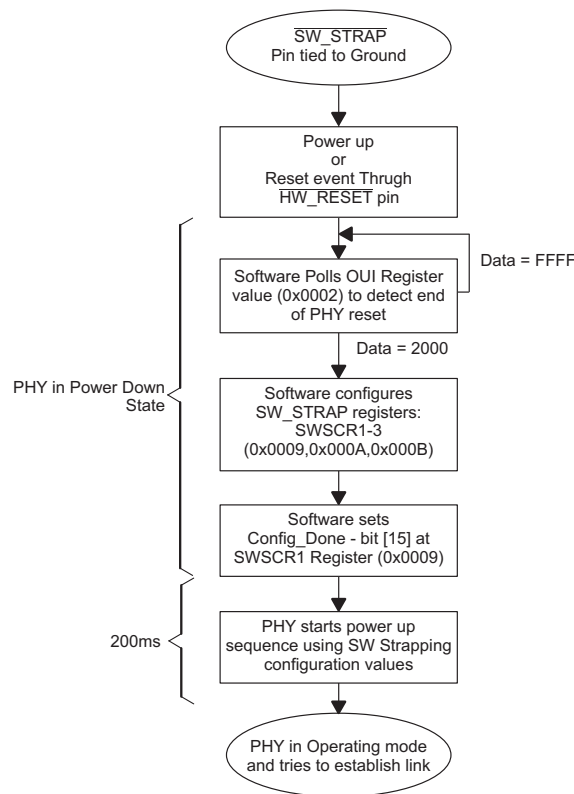 SW_STRAP
Pin tied to Ground
Power up
or
Reset event Thrugh
HW_RESET pin
Data = FFFF
Software Polls OUI Register
value (0x0002) to detect end
of PHY reset
Data = 2000
PHY in Power Down
State
Software configures
SW_STRAP registers:
SWSCR1-3
(0x0009,0x000A,0x000B)
Software sets
Config_Done - bit [15] at
SWSCR1 Register (0x0009)
200ms
PHY starts power up
sequence using SW Strapping
configuration values
PHY in Operating mode
and tries to establish link